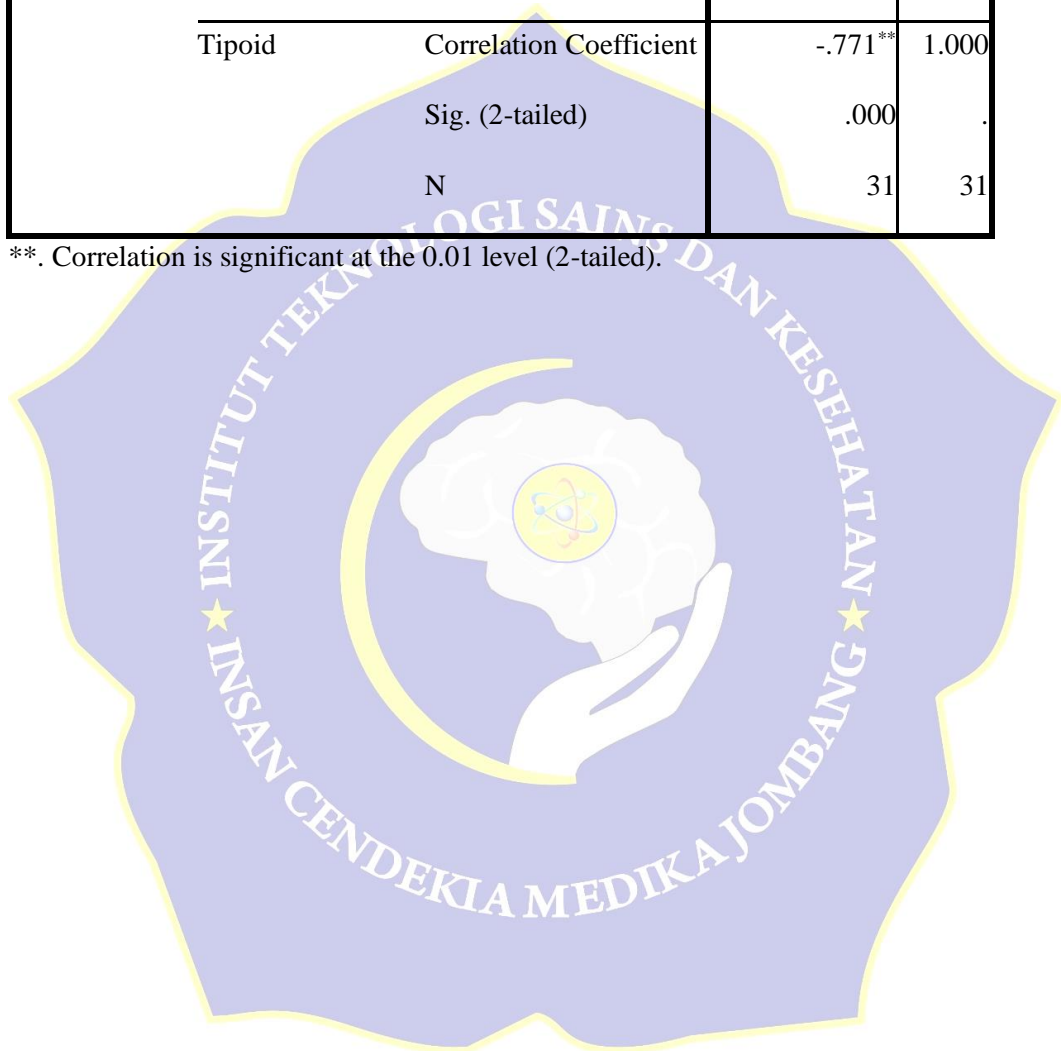 Tipoid Correlation Coefficient -.771** 1.000
Sig. (2-tailed) .000 .
N 31 31
**. Correlation is significant at the 0.01 level (2-tailed).
INSTITUT TEKNOLOGI SAINS DAN KESEHATAN
INSAN CENDEKIA MEDIKA JOMBANG